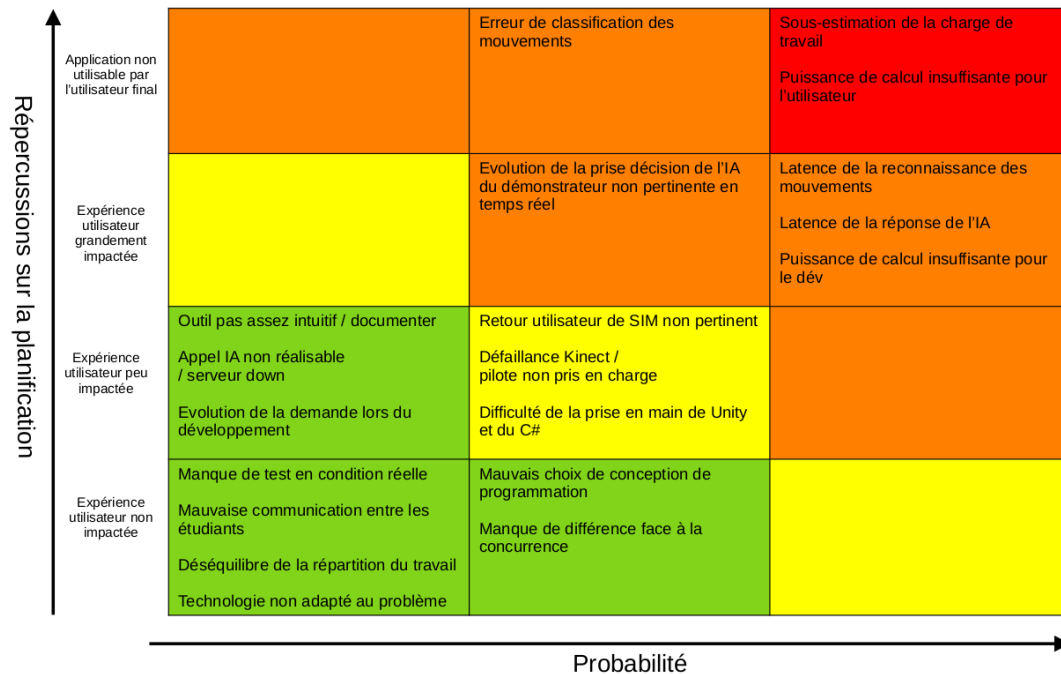 Répercussions sur la planification
Application non
utilisable par
l'utilisateur final
Erreur de classification des
mouvements
Sous-estimation de la charge de
travail
Puissance de calcul insuffisante pour
l'utilisateur
Expérience
utilisateur
grandement
impactée
Evolution de la prise décision de l'IA
du démonstrateur non pertinente en
temps réel
Latence de la reconnaissance des
mouvements
Latence de la réponse de l'IA
Puissance de calcul insuffisante pour
le dév
Expérience
utilisateur peu
impactée
Outil pas assez intuitif / documenter
Appel IA non réalisable
/ serveur down
Evolution de la demande lors du
développement
Retour utilisateur de SIM non pertinent
Défaillance Kinect /
pilote non pris en charge
Difficulté de la prise en main de Unity
et du C#
Expérience
utilisateur non
impactée
Manque de test en condition réelle
Mauvaise communication entre les
étudiants
Déséquilibre de la répartition du travail
Technologie non adapté au problème
Mauvais choix de conception de
programmation
Manque de différence face à la
concurrence
Probabilité